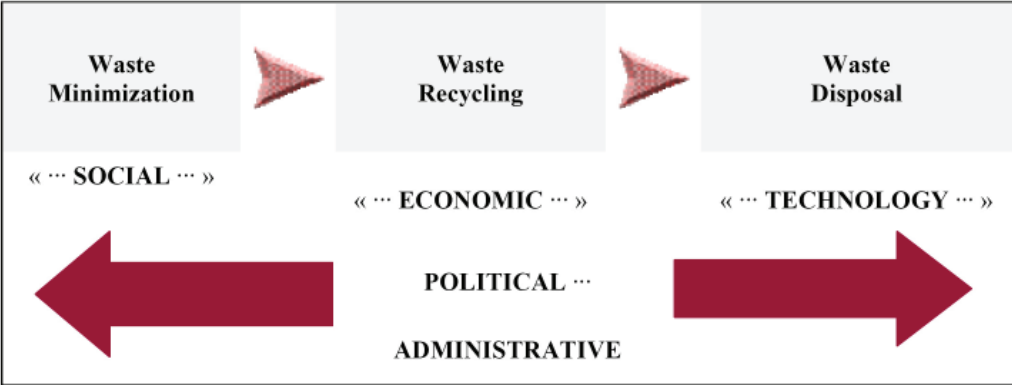 Waste
Minimization
Waste
Recycling
Waste
Disposal
« ··· SOCIAL ··· »
« ··· ECONOMIC ··· »
« ··· TECHNOLOGY ··· »
POLITICAL ···
ADMINISTRATIVE